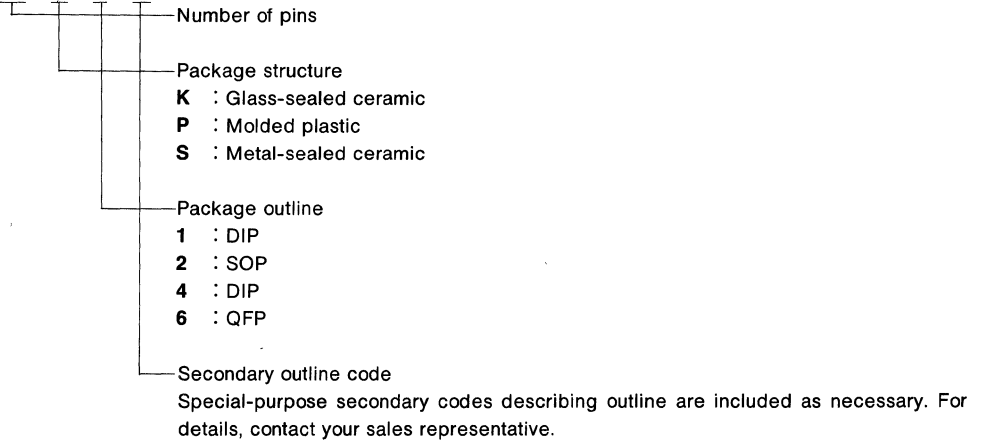 Number of pins
Package structure
K : Glass-sealed ceramic
P : Molded plastic
S : Metal-sealed ceramic
Package outline
1 : DIP
2 : SOP
4 : DIP
6 : QFP
Secondary outline code
Special-purpose secondary codes describing outline are included as necessary. For
details, contact your sales representative.